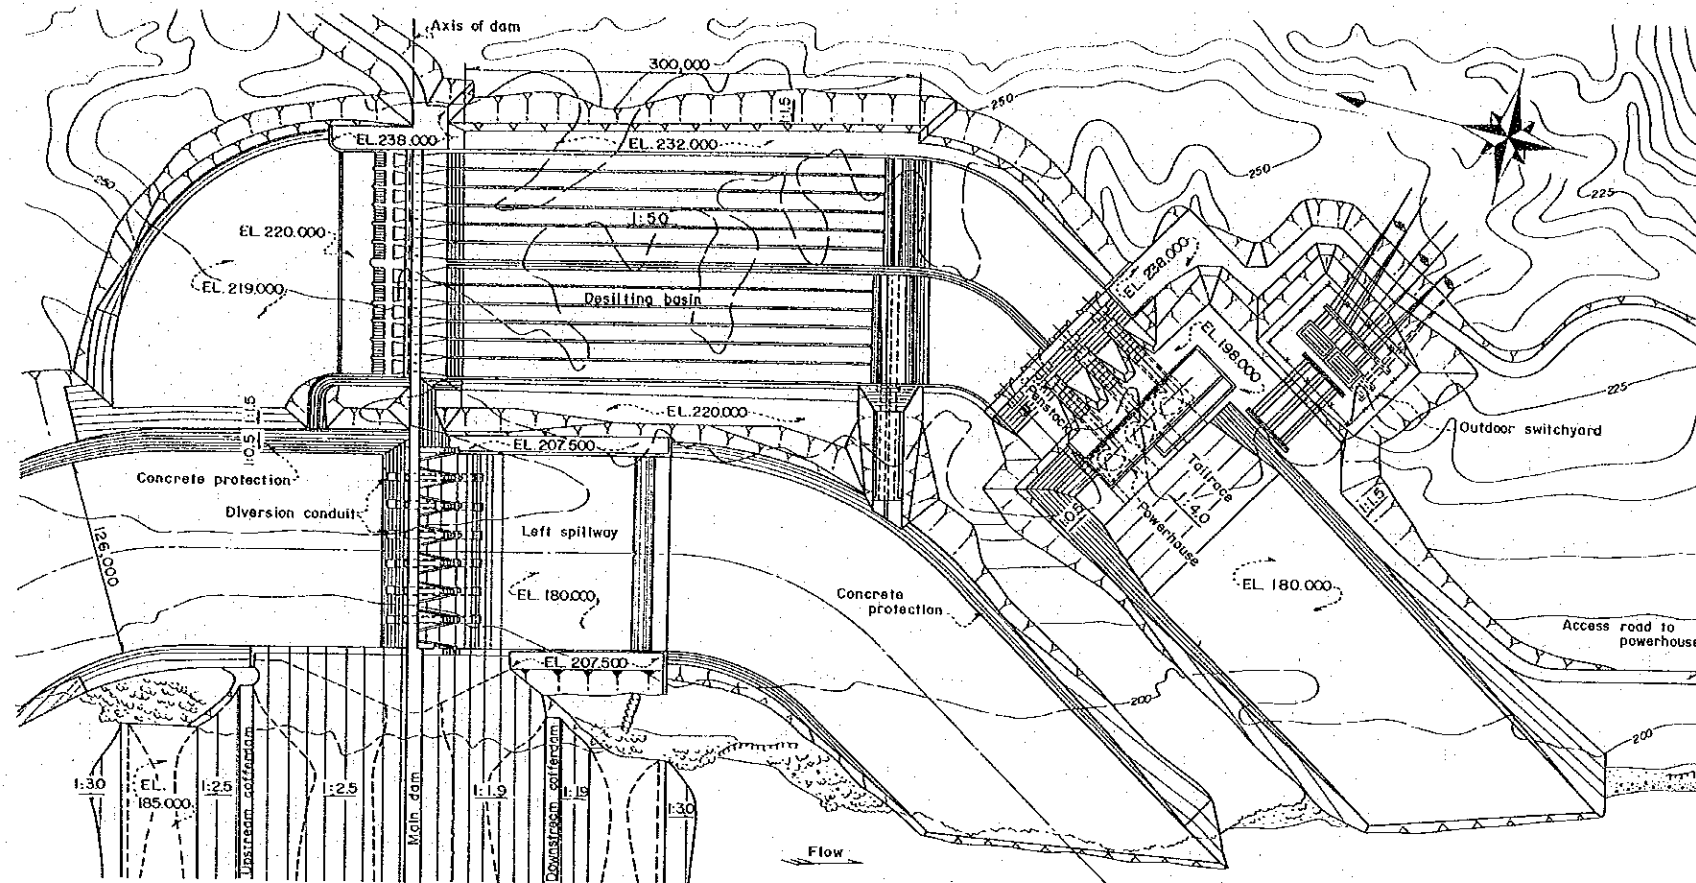 Axis of dam
300,000
1:1.5
250
250
EL.238.000
EL.232.000
250
225
250
EL.220.000
1:50
EL.238.000
EL.219.000
Desilting basin
EL.198.000
Penstock
225
EL.220.000
1:1.5
1:0.5
EL.207.500
Outdoor switchyard
Concrete protection
Tailrace
1:4.0
Powerhouse
1:0.5
1:1.5
Diversion conduit
Left spillway
126,000
EL.180.000
Concrete
protection
EL.180.000
Access road to
powerhouse
EL.207.500
200
200
1:3.0
EL.
185.000
1:2.5
Upstream cofferdam
1:2.5
Main dam
1:1.9
Downstream cofferdam
1:1.9
1:3.0
Flow